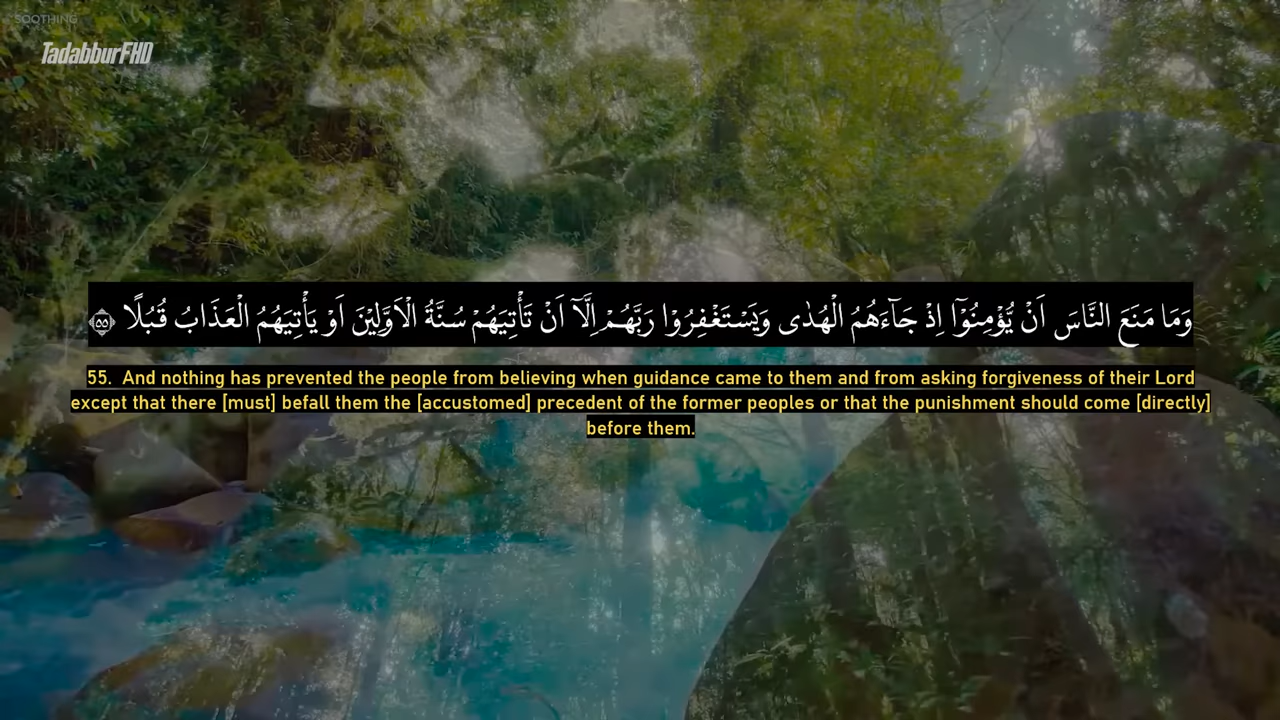 SOOTHING
TadabburFHD
وَمَا مَنَعَ النَّاسَ اَنْ يُّؤْمِنُوْٓا اِذْ جَآءَهُمُ الْهُدٰى وَيَسْتَغْفِرُوْا رَبَّهُمْ اِلَّآ اَنْ تَأْتِيَهُمْ سُنَّةُ الْاَوَّلِيْنَ اَوْ يَأْتِيَهُمُ الْعَذَابُ قُبُلًا ۝٥٥
55. And nothing has prevented the people from believing when guidance came to them and from asking forgiveness of their Lord
except that there [must] befall them the [accustomed] precedent of the former peoples or that the punishment should come [directly]
before them.